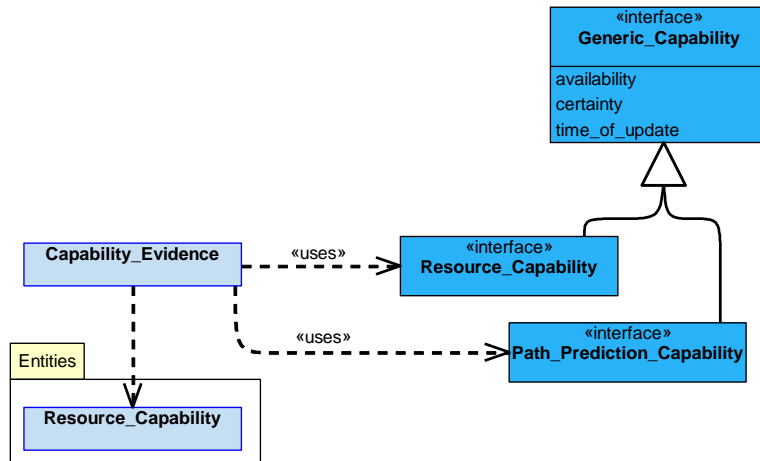 «interface»
Generic_Capability
availability
certainty
time_of_update
Capability_Evidence
«uses»
«interface»
Resource_Capability
«uses»
«interface»
Path_Prediction_Capability
Entities
Resource_Capability